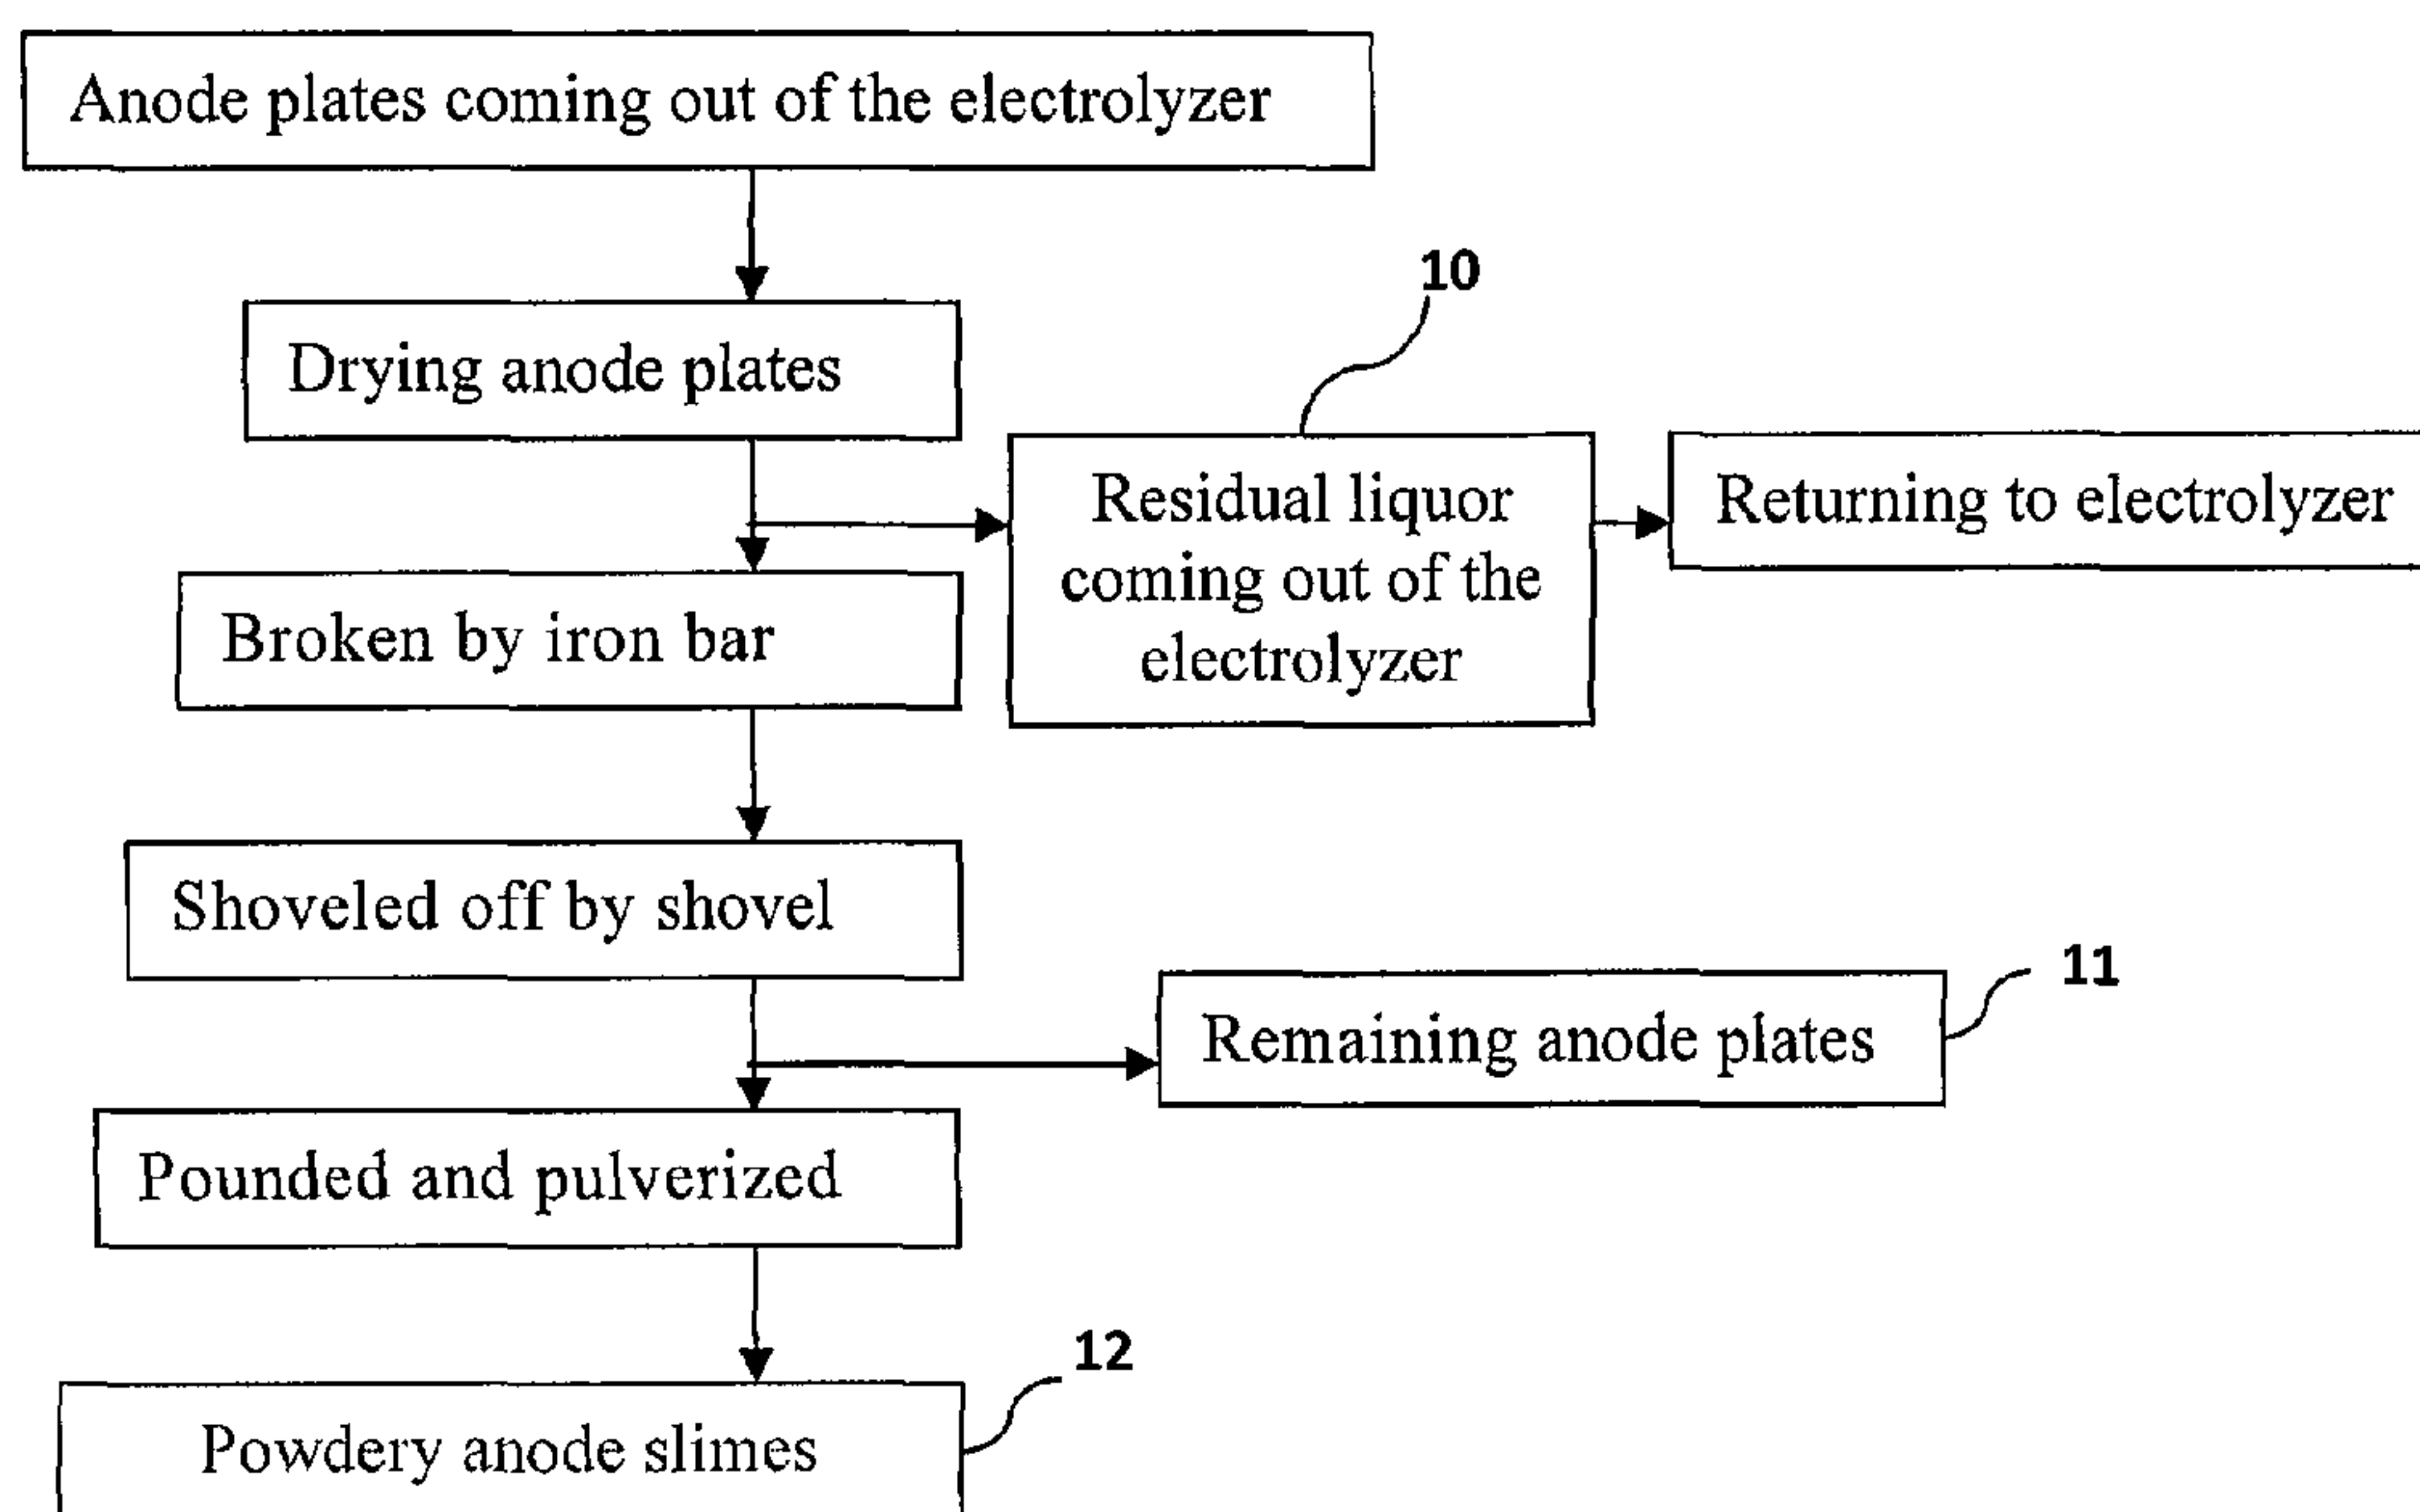 Anode plates coming out of the electrolyzer
10
Drying anode plates
Residual liquor
coming out of the
electrolyzer
Returning to electrolyzer
Broken by iron bar
Shoveled off by shovel
11
Remaining anode plates
Pounded and pulverized
12
Powdery anode slimes